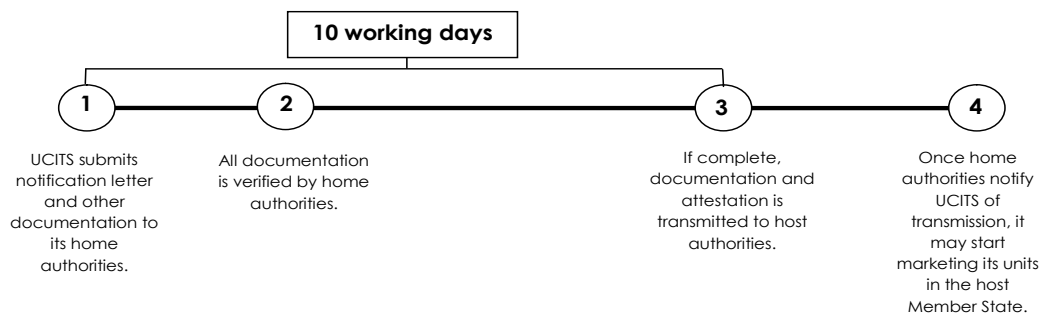 10 working days
1
2
3
4
UCITS submits
notification letter
and other
documentation to
its home
authorities.
All documentation
is verified by home
authorities.
If complete,
documentation and
attestation is
transmitted to host
authorities.
Once home
authorities notify
UCITS of
transmission, it
may start
marketing its units
in the host
Member State.